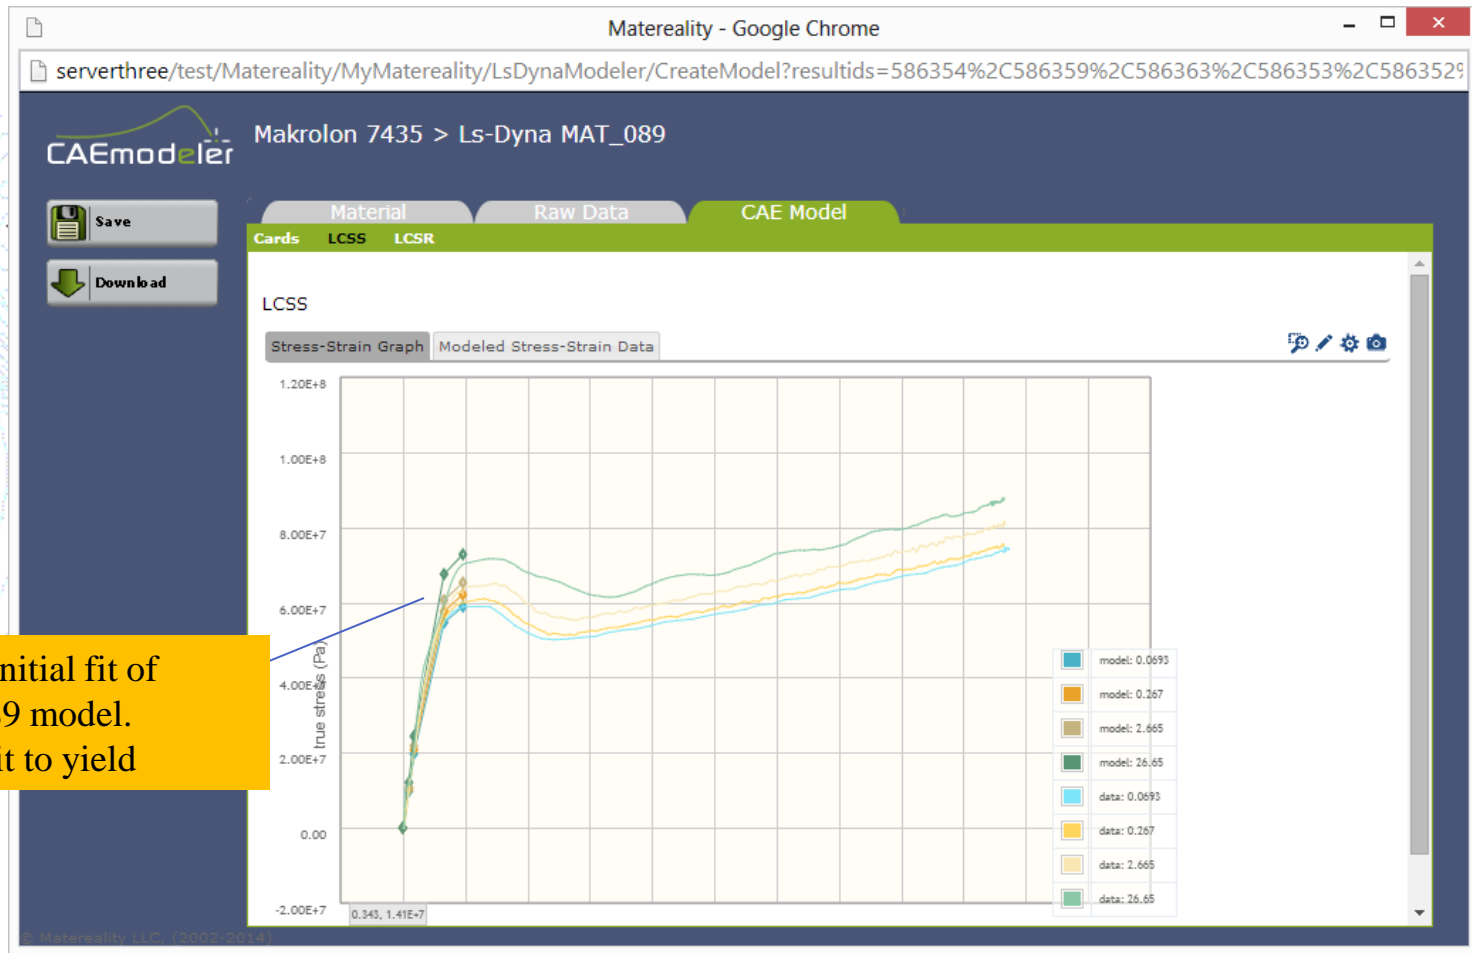 Matereality - Google Chrome
serverthree/test/Matereality/MyMatereality/LsDynaModeler/CreateModel?resultids=586354%2C586359%2C586363%2C586353%2C586352%
CAEmodeler
Makrolon 7435 > Ls-Dyna MAT_089
Save
Download
Material Raw Data CAE Model
Cards LCSS LCSR
LCSS
Stress-Strain Graph Modeled Stress-Strain Data
1.20E+8
1.00E+8
8.00E+7
6.00E+7
4.00E+7
2.00E+7
0.00
-2.00E+7
true stress (Pa)
0.343, 1.41E+7
model: 0.0693
model: 0.267
model: 2.665
model: 26.65
data: 0.0693
data: 0.267
data: 2.665
data: 26.65
nitial fit of
9 model.
it to yield
© Matereality LLC. (2002-2014)